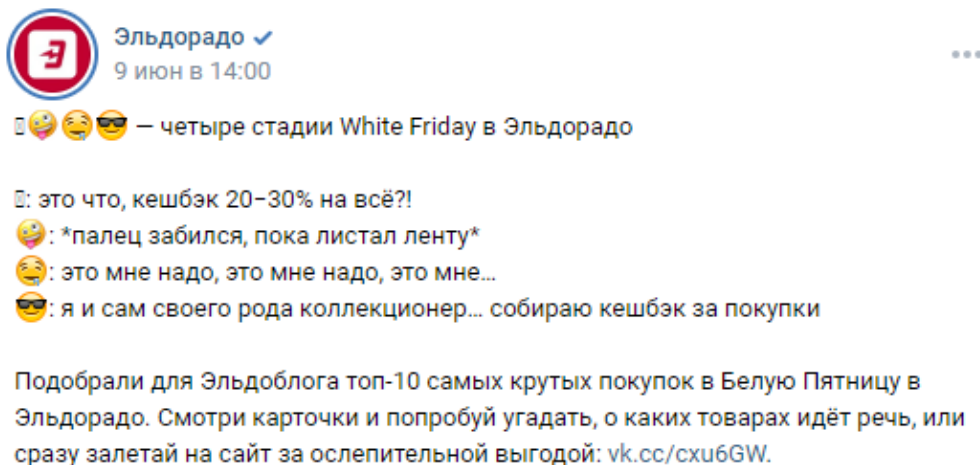 Эльдорадо
9 июн в 14:00
🤪🤤😎 — четыре стадии White Friday в Эльдорадо
: это что, кешбэк 20–30% на всё?!
🤪: *палец забился, пока листал ленту*
🤤: это мне надо, это мне надо, это мне...
😎: я и сам своего рода коллекционер... собираю кешбэк за покупки
Подобрали для Эльдоблога топ-10 самых крутых покупок в Белую Пятницу в
Эльдорадо. Смотри карточки и попробуй угадать, о каких товарах идёт речь, или
сразу залетай на сайт за ослепительной выгодой: vk.cc/cxu6GW.